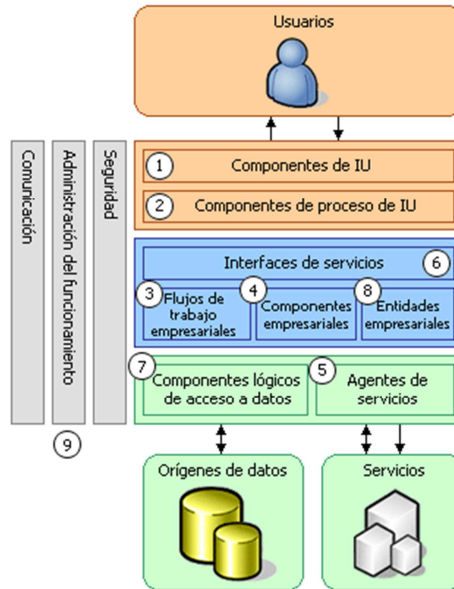 Usuarios
Comunicación
Administración del funcionamiento
Seguridad
1
Componentes de IU
2
Componentes de proceso de IU
Interfaces de servicios
6
3
Flujos de
trabajo
empresariales
4
Componentes
empresariales
8
Entidades
empresariales
7
Componentes lógicos
de acceso a datos
5
Agentes de
servicios
9
Orígenes de datos
Servicios